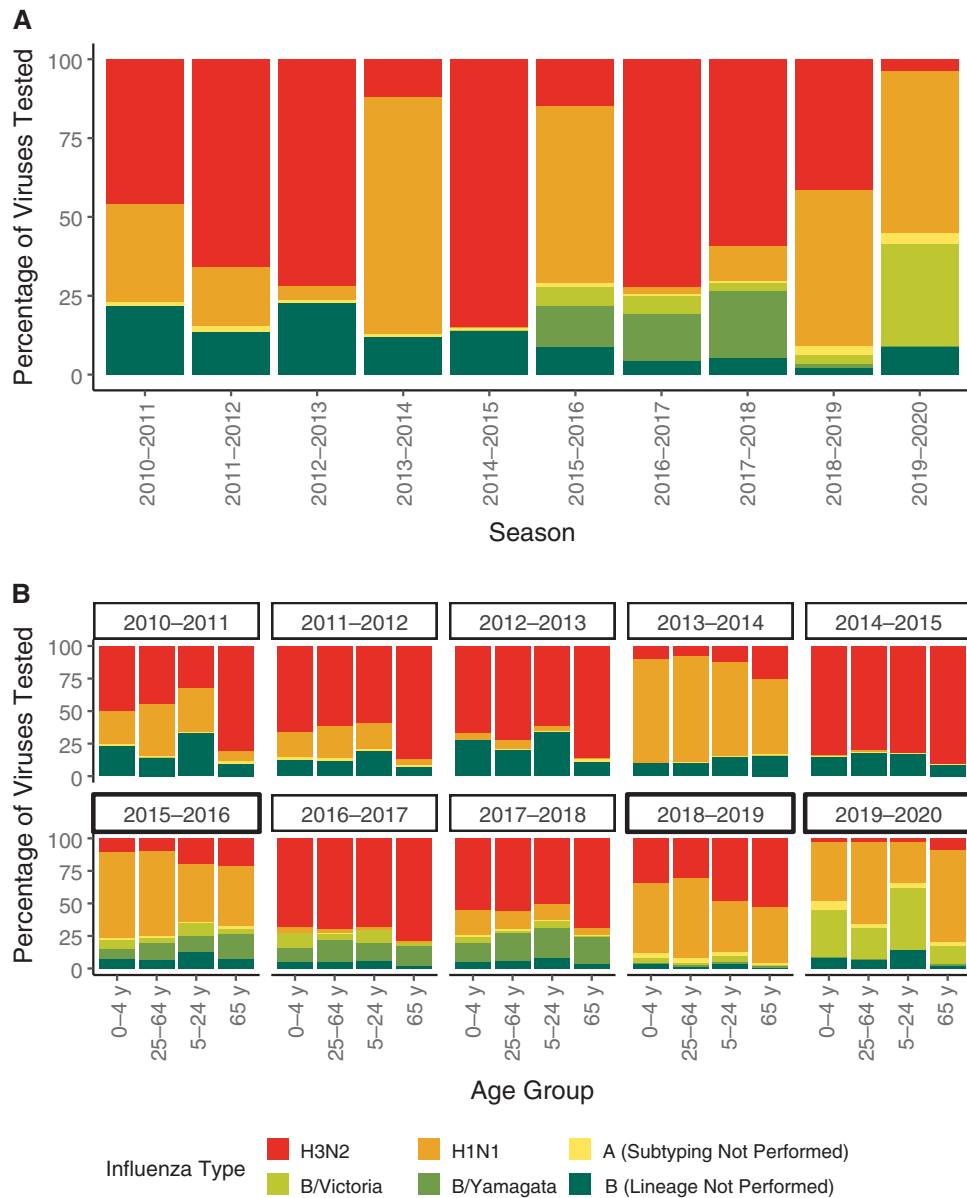 A
Percentage of Viruses Tested
100
75
50
25
0
2010–2011
2011–2012
2012–2013
2013–2014
2014–2015
2015–2016
2016–2017
2017–2018
2018–2019
2019–2020
Season
B
Percentage of Viruses Tested
2010–2011 2011–2012 2012–2013 2013–2014 2014–2015
100
75
50
25
0
2015–2016 2016–2017 2017–2018 2018–2019 2019–2020
100
75
50
25
0
0–4 y 25–64 y 5–24 y 65 y 0–4 y 25–64 y 5–24 y 65 y 0–4 y 25–64 y 5–24 y 65 y 0–4 y 25–64 y 5–24 y 65 y 0–4 y 25–64 y 5–24 y 65 y
Age Group
Influenza Type
H3N2 H1N1 A (Subtyping Not Performed)
B/Victoria B/Yamagata B (Lineage Not Performed)